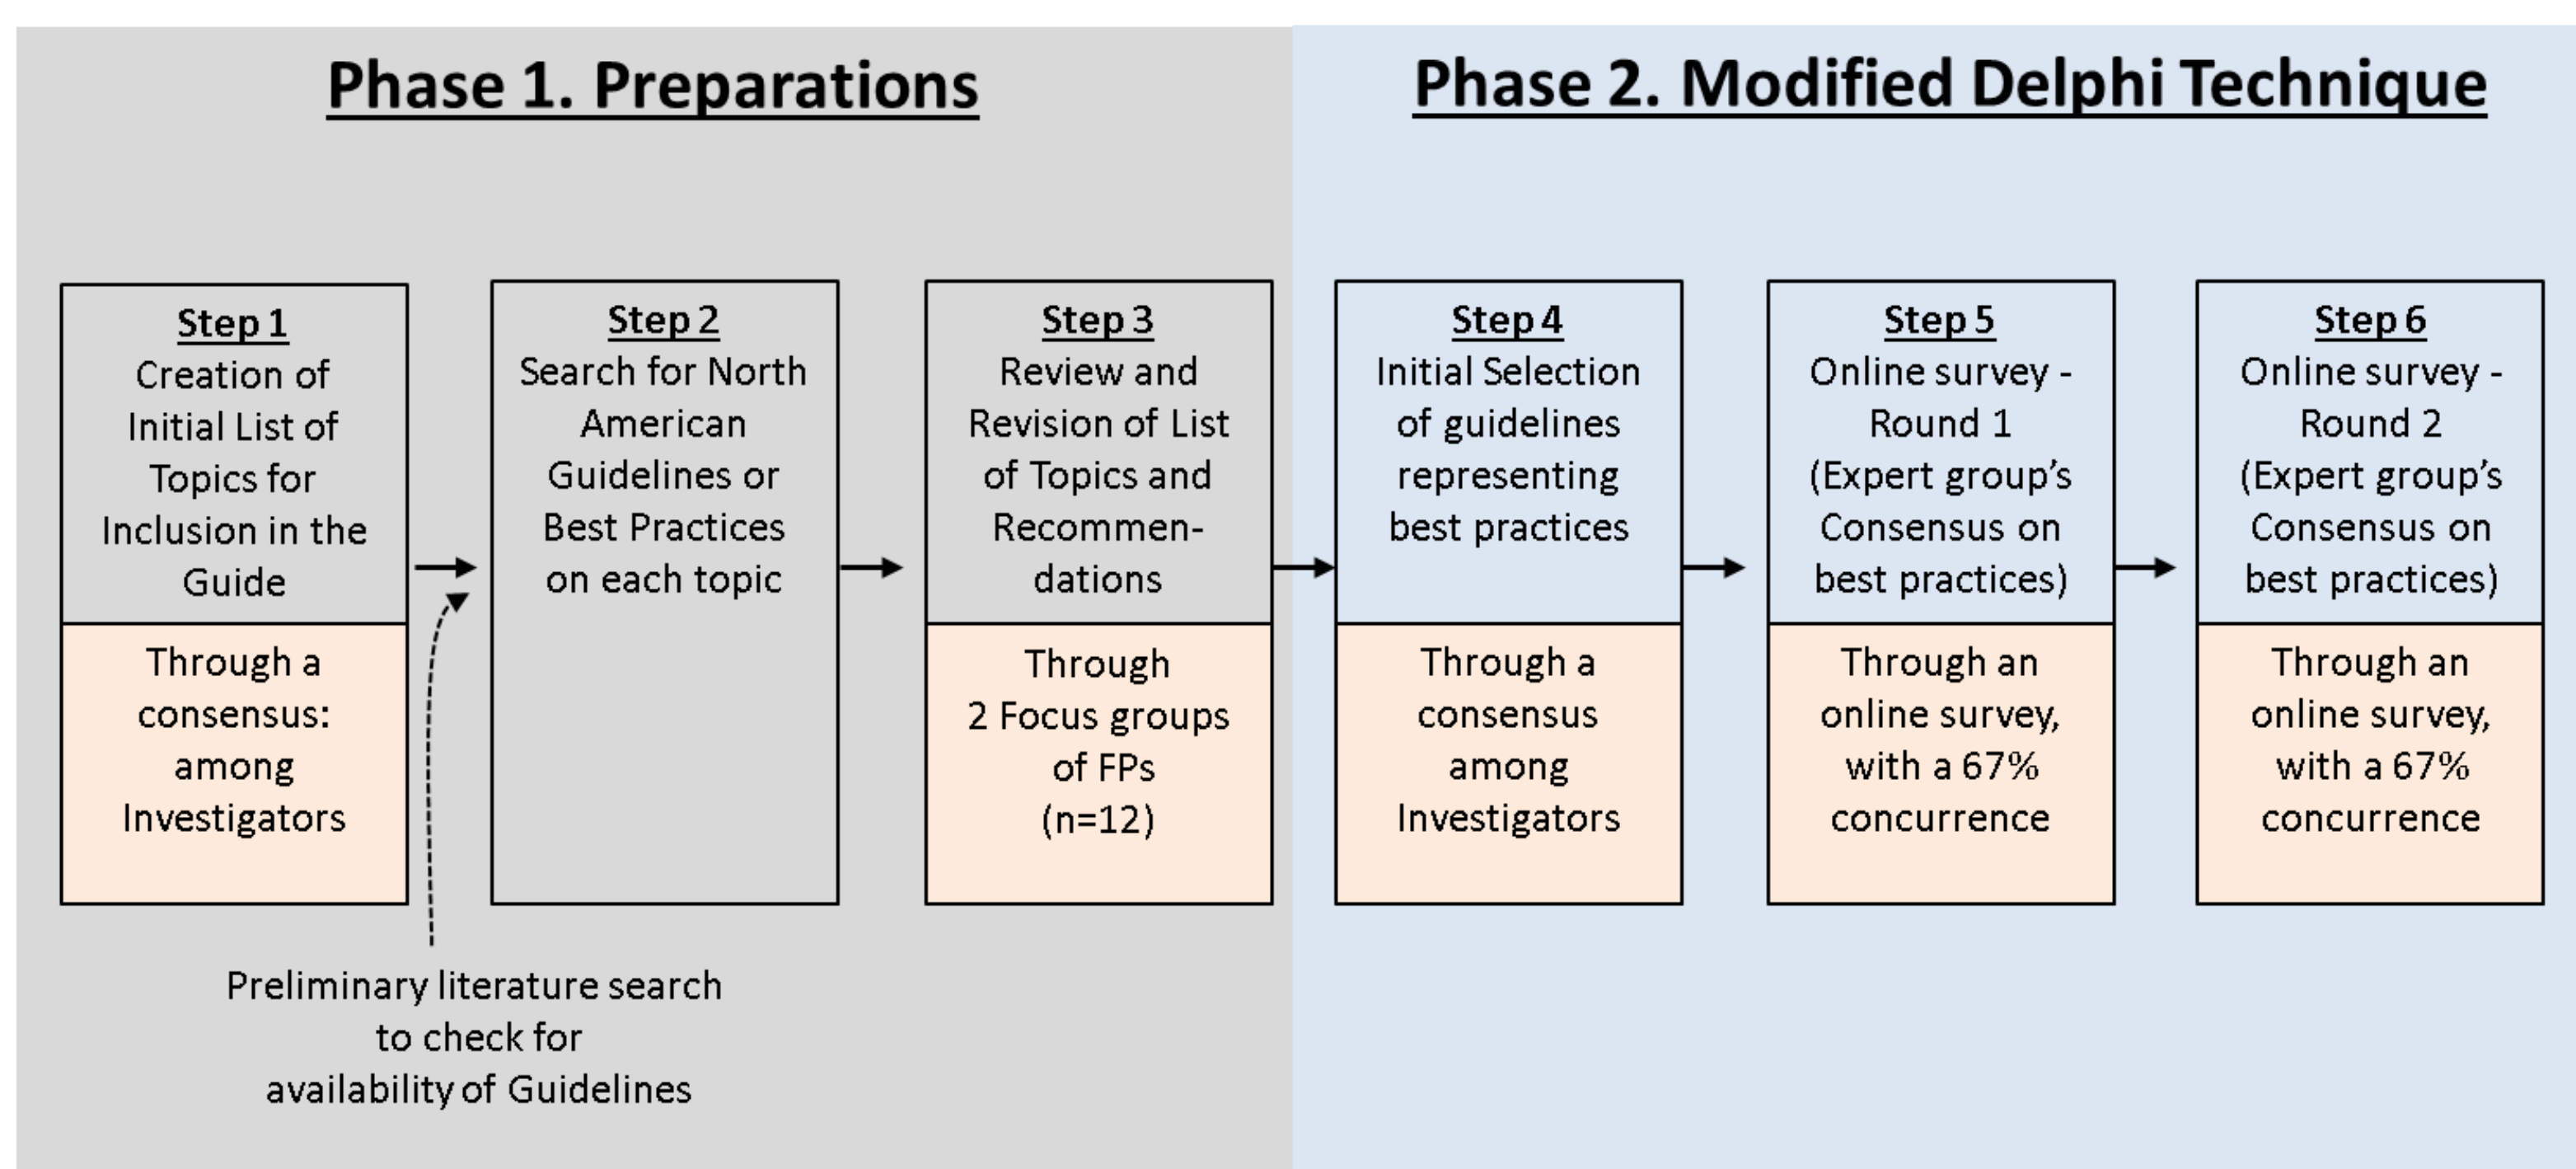 Phase 1. Preparations
Phase 2. Modified Delphi Technique
Step 1
Creation of
Initial List of
Topics for
Inclusion in the
Guide
Through a
consensus:
among
Investigators
Step 2
Search for North
American
Guidelines or
Best Practices
on each topic
Step 3
Review and
Revision of List
of Topics and
Recommen-
dations
Through
2 Focus groups
of FPs
(n=12)
Step 4
Initial Selection
of guidelines
representing
best practices
Through a
consensus
among
Investigators
Step 5
Online survey -
Round 1
(Expert group’s
Consensus on
best practices)
Through an
online survey,
with a 67%
concurrence
Step 6
Online survey -
Round 2
(Expert group’s
Consensus on
best practices)
Through an
online survey,
with a 67%
concurrence
Preliminary literature search
to check for
availability of Guidelines